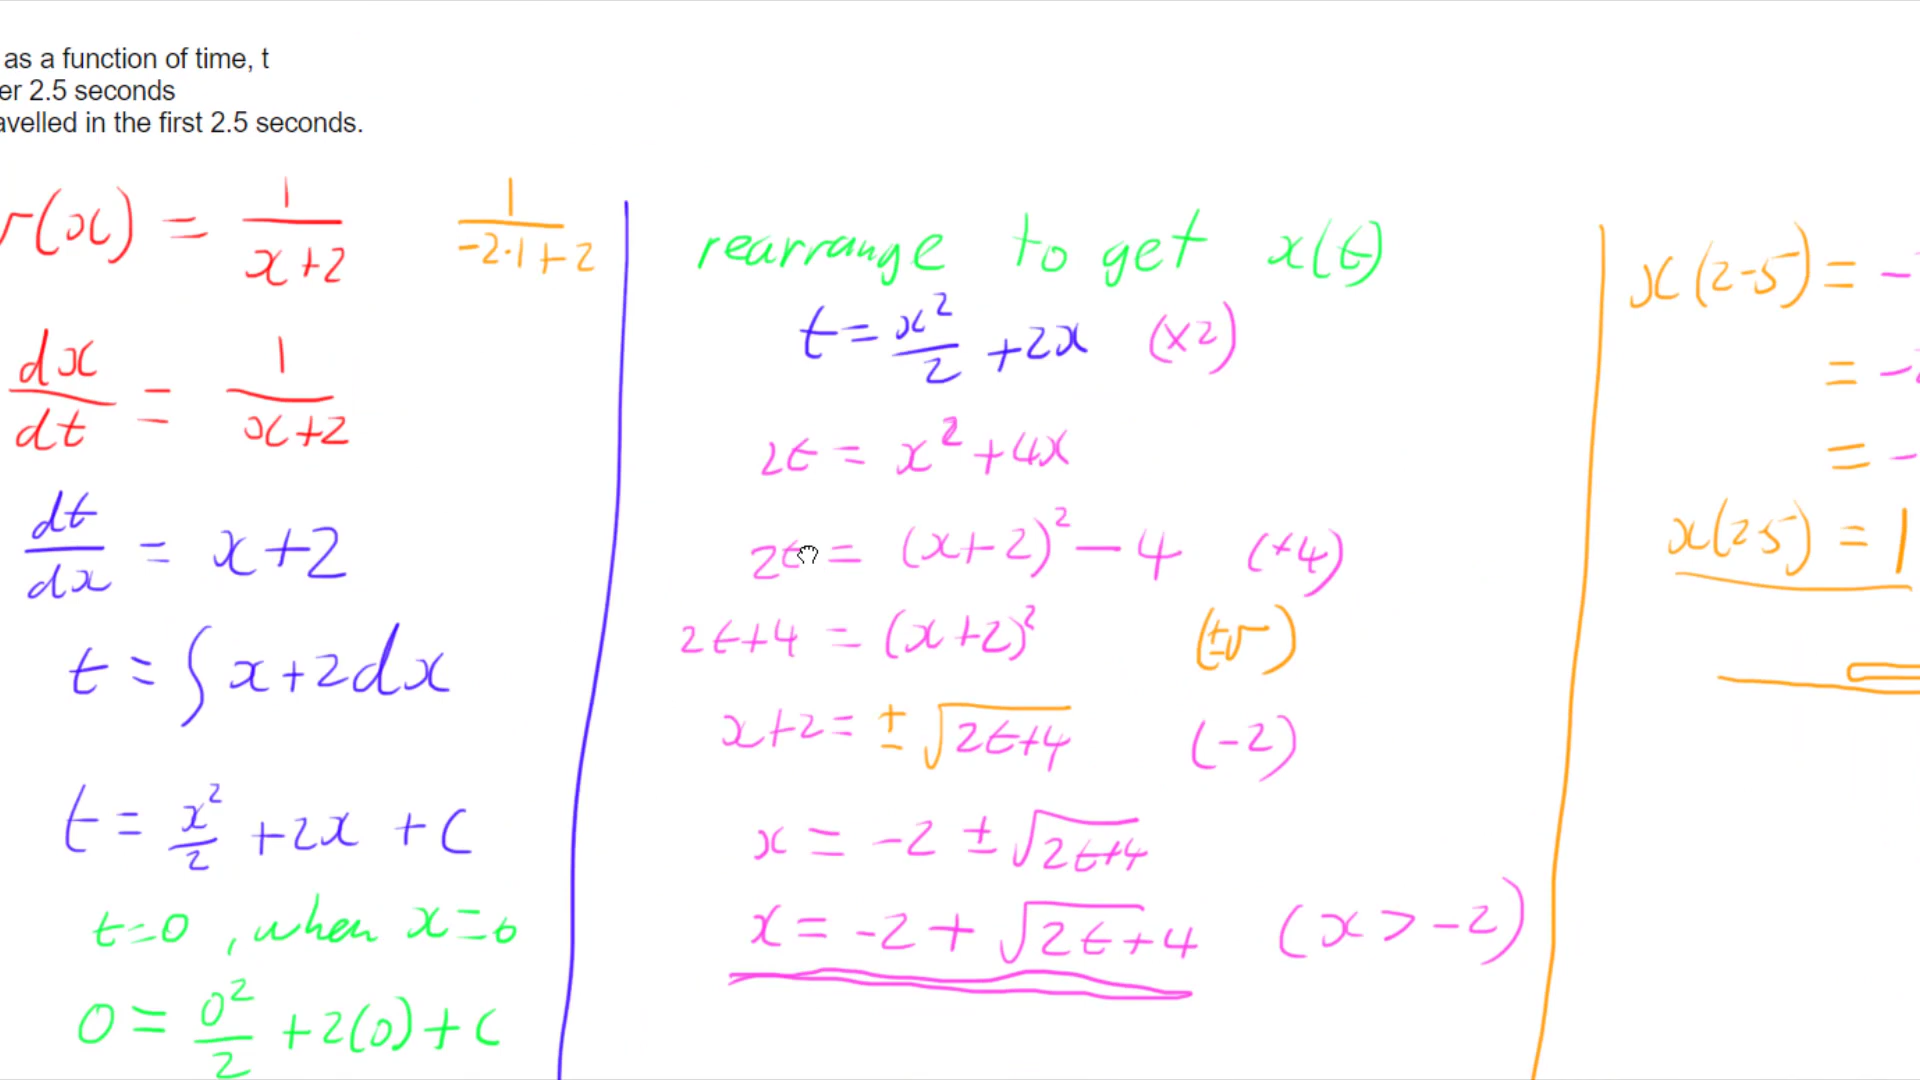 as a function of time, t
er 2.5 seconds
avelled in the first 2.5 seconds.
v(x) = 1/(x+2)
1/(-2.1+2)
dx/dt = 1/(x+2)
dt/dx = x+2
t = ∫ x+2 dx
t = x²/2 + 2x + c
t=0, when x=0
0 = 0²/2 + 2(0) + c
rearrange to get x(t)
t = x²/2 + 2x (×2)
2t = x² + 4x
2t = (x+2)² - 4 (+4)
2t+4 = (x+2)² (±√)
x+2 = ± √(2t+4) (-2)
x = -2 ± √(2t+4)
x = -2 + √(2t+4) (x > -2)
x(2.5) = -
= -2
= -
x(2.5) = 1